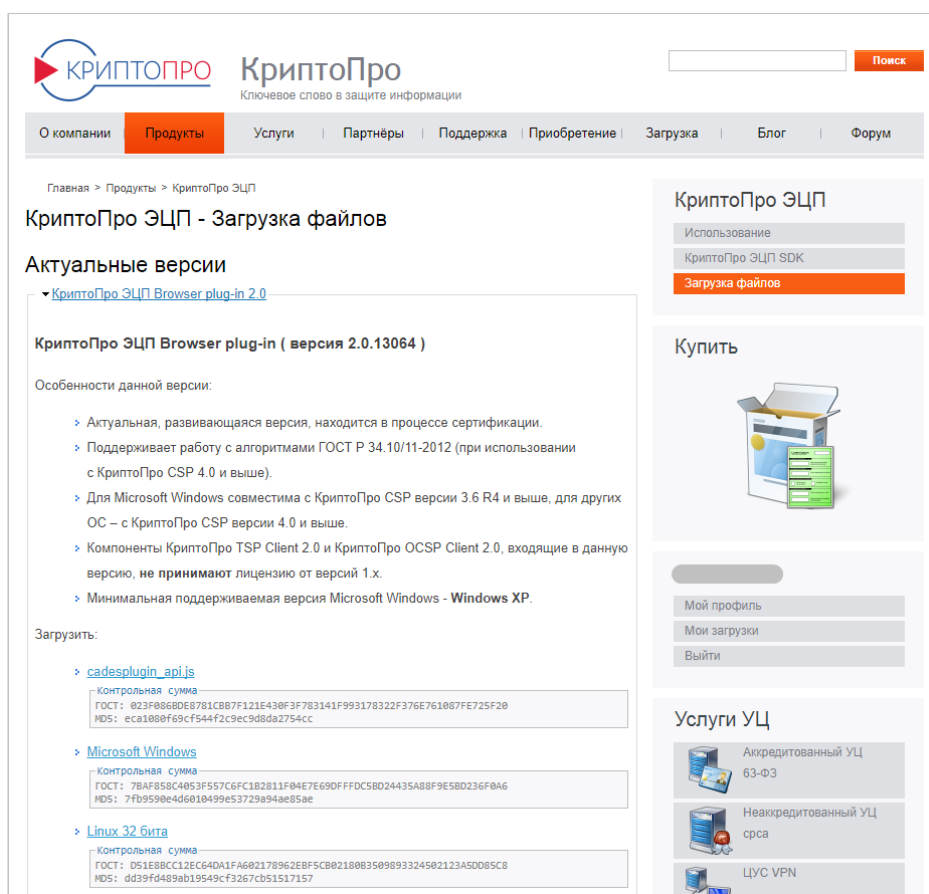 КРИПТОПРО
КриптоПро
Ключевое слово в защите информации
Поиск
О компании | Продукты Услуги | Партнёры | Поддержка | Приобретение | Загрузка | Блог | Форум
Главная > Продукты > КриптоПро ЭЦП
КриптоПро ЭЦП - Загрузка файлов
Актуальные версии
КриптоПро ЭЦП Browser plug-in 2.0
КриптоПро ЭЦП Browser plug-in ( версия 2.0.13064 )
Особенности данной версии:
Актуальная, развивающаяся версия, находится в процессе сертификации.
Поддерживает работу с алгоритмами ГОСТ Р 34.10/11-2012 (при использовании
с КриптоПро CSP 4.0 и выше).
Для Microsoft Windows совместима с КриптоПро CSP версии 3.6 R4 и выше, для других
ОС – с КриптоПро CSP версии 4.0 и выше.
Компоненты КриптоПро TSP Client 2.0 и КриптоПро OCSP Client 2.0, входящие в данную
версию, не принимают лицензию от версий 1.x.
Минимальная поддерживаемая версия Microsoft Windows - Windows XP.
Загрузить:
cadesplugin_api.js
Контрольная сумма
ГОСТ: 023F086BDE8781CBB7F121E430F3F783141F993178322F376E761087FE725F20
MD5: eca1080f69cf544f2c9ec9d8da2754cc
Microsoft Windows
Контрольная сумма
ГОСТ: 7BAF858C4053F557C6FC1B2811F04E7E69DFFFDC5BD24435A88F9E5BD236F0A6
MD5: 7fb9590e4d6010499e53729a94ae85ae
Linux 32 бита
Контрольная сумма
ГОСТ: D51E8BCC12EC64DA1FA602178962EBF5CB02180B3509893324502123A5DD85C8
MD5: dd39fd489ab19549cf3267cb51517157
КриптоПро ЭЦП
Использование
КриптоПро ЭЦП SDK
Загрузка файлов
Купить
Мой профиль
Мои загрузки
Выйти
Услуги УЦ
Аккредитованный УЦ
63-ФЗ
Неаккредитованный УЦ
срса
ЦУС VPN